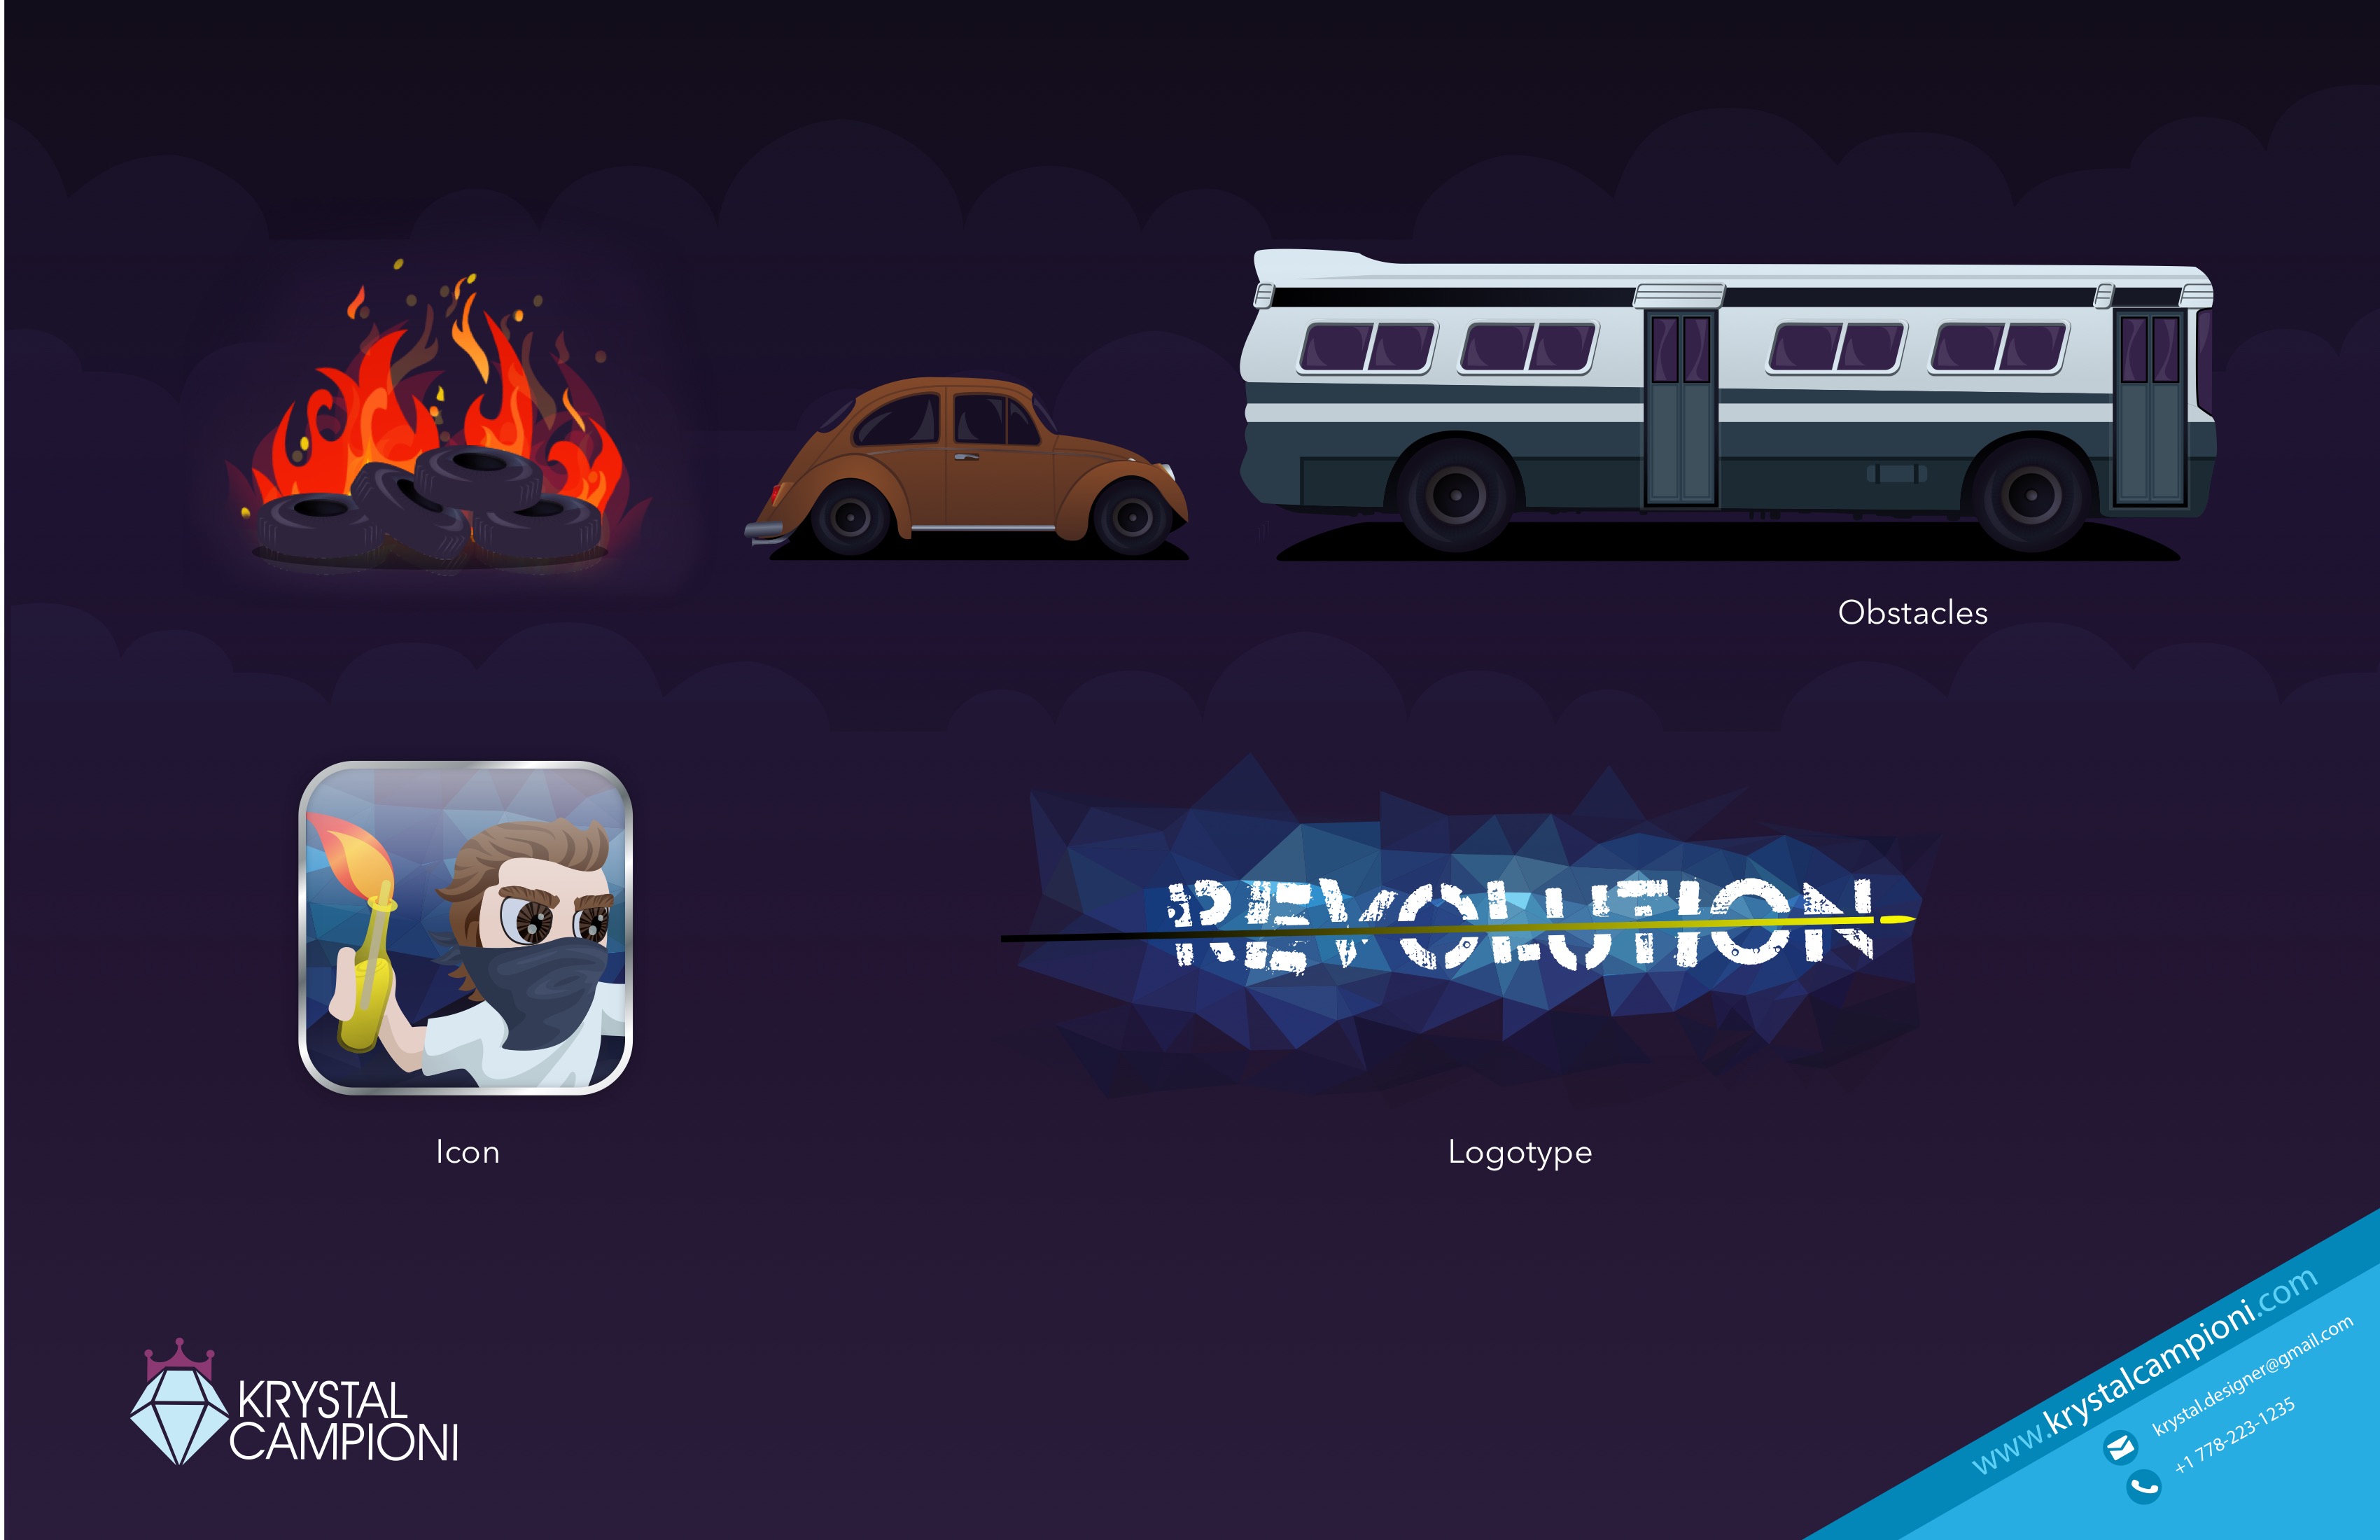 Obstacles
REVOLUTION
Icon
Logotype
KRYSTAL
CAMPIONI
www.krystalcampioni.com
krystal.designer@gmail.com
+1 778-223-1235